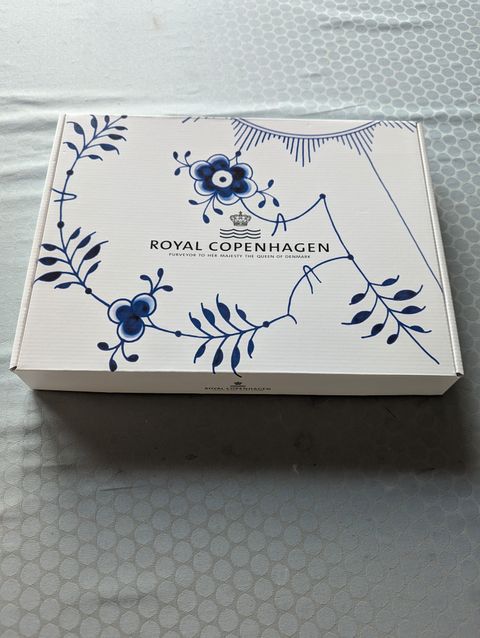 ROYAL COPENHAGEN
PURVEYOR TO HER MAJESTY THE QUEEN OF DENMARK
ROYAL COPENHAGEN